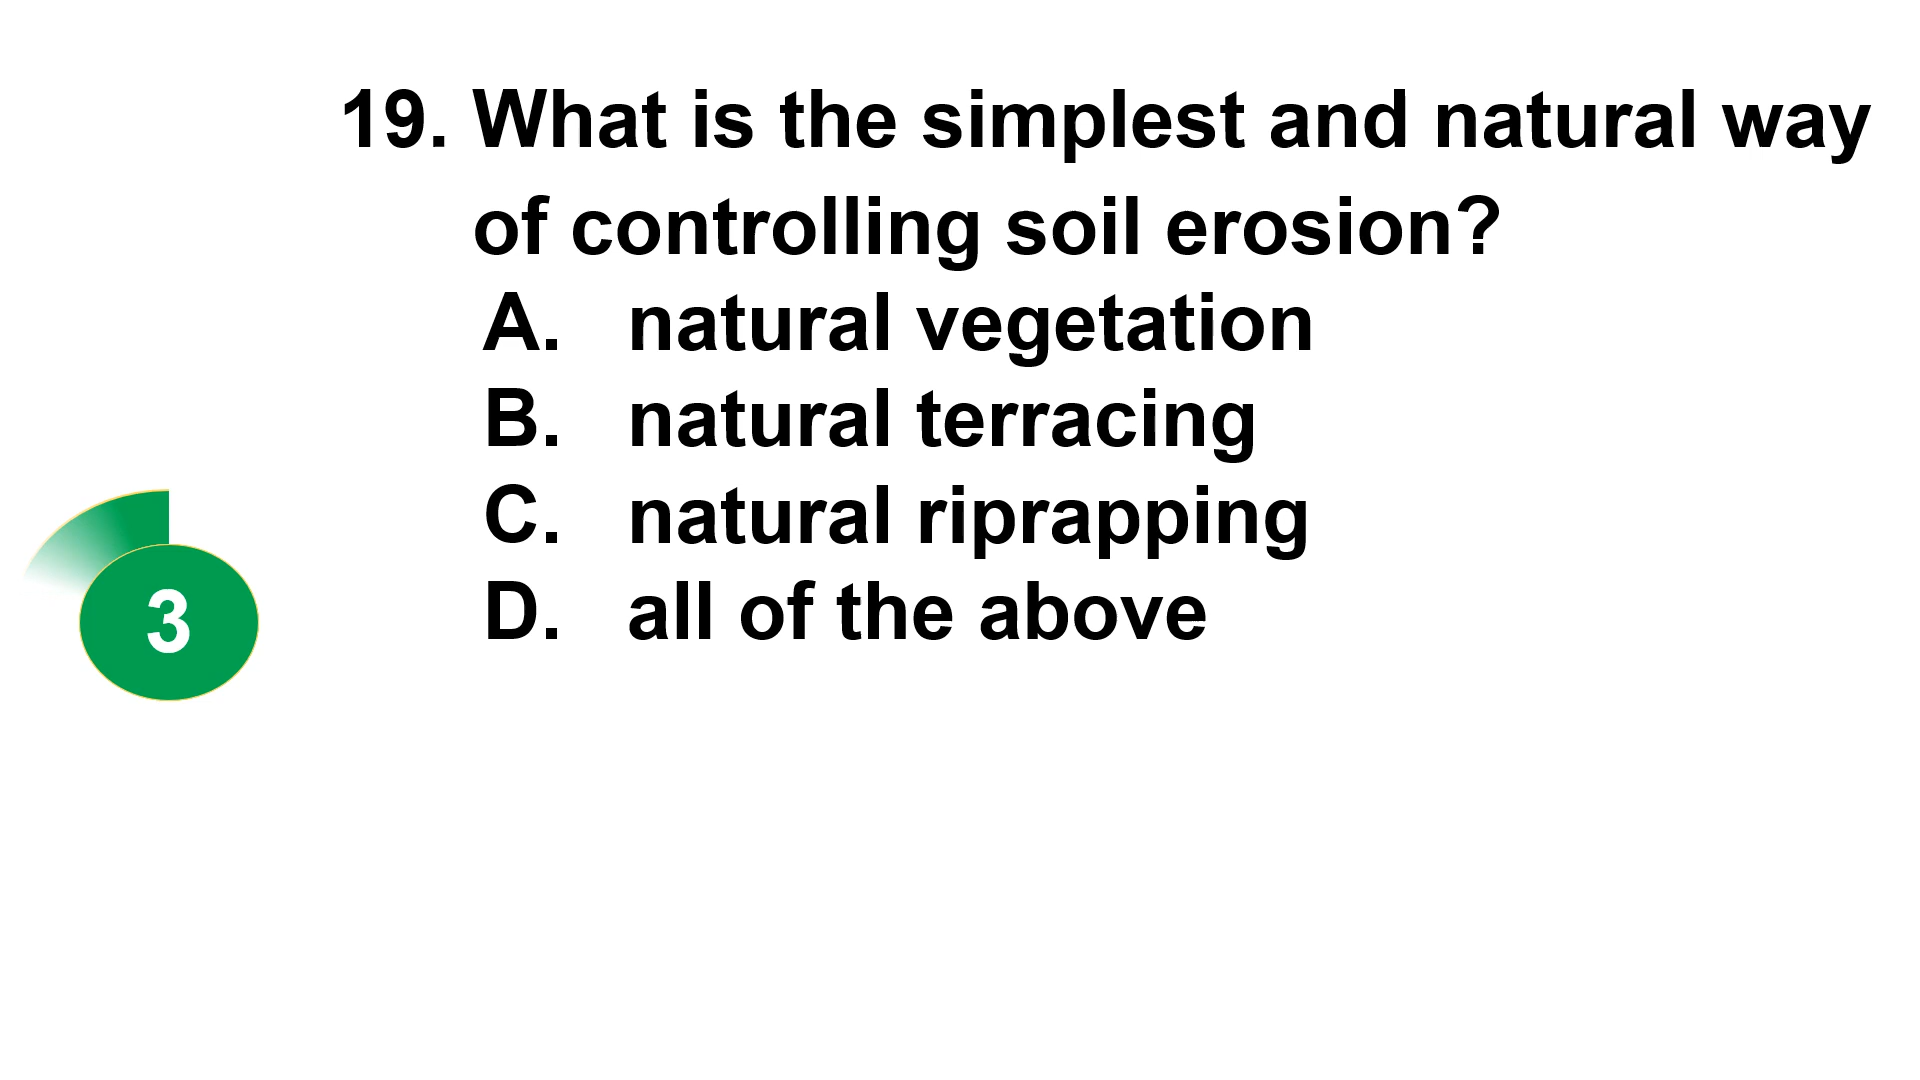 19. What is the simplest and natural way
of controlling soil erosion?
A. natural vegetation
B. natural terracing
C. natural riprapping
D. all of the above
3